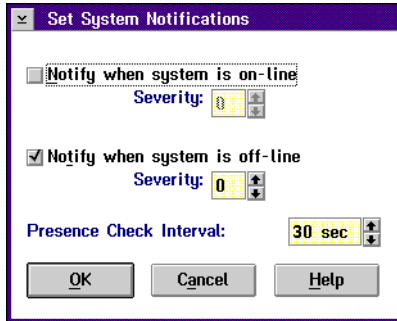 Set System Notifications
Notify when system is on-line
Severity: 0
Notify when system is off-line
Severity: 0
Presence Check Interval: 30 sec
OK Cancel Help